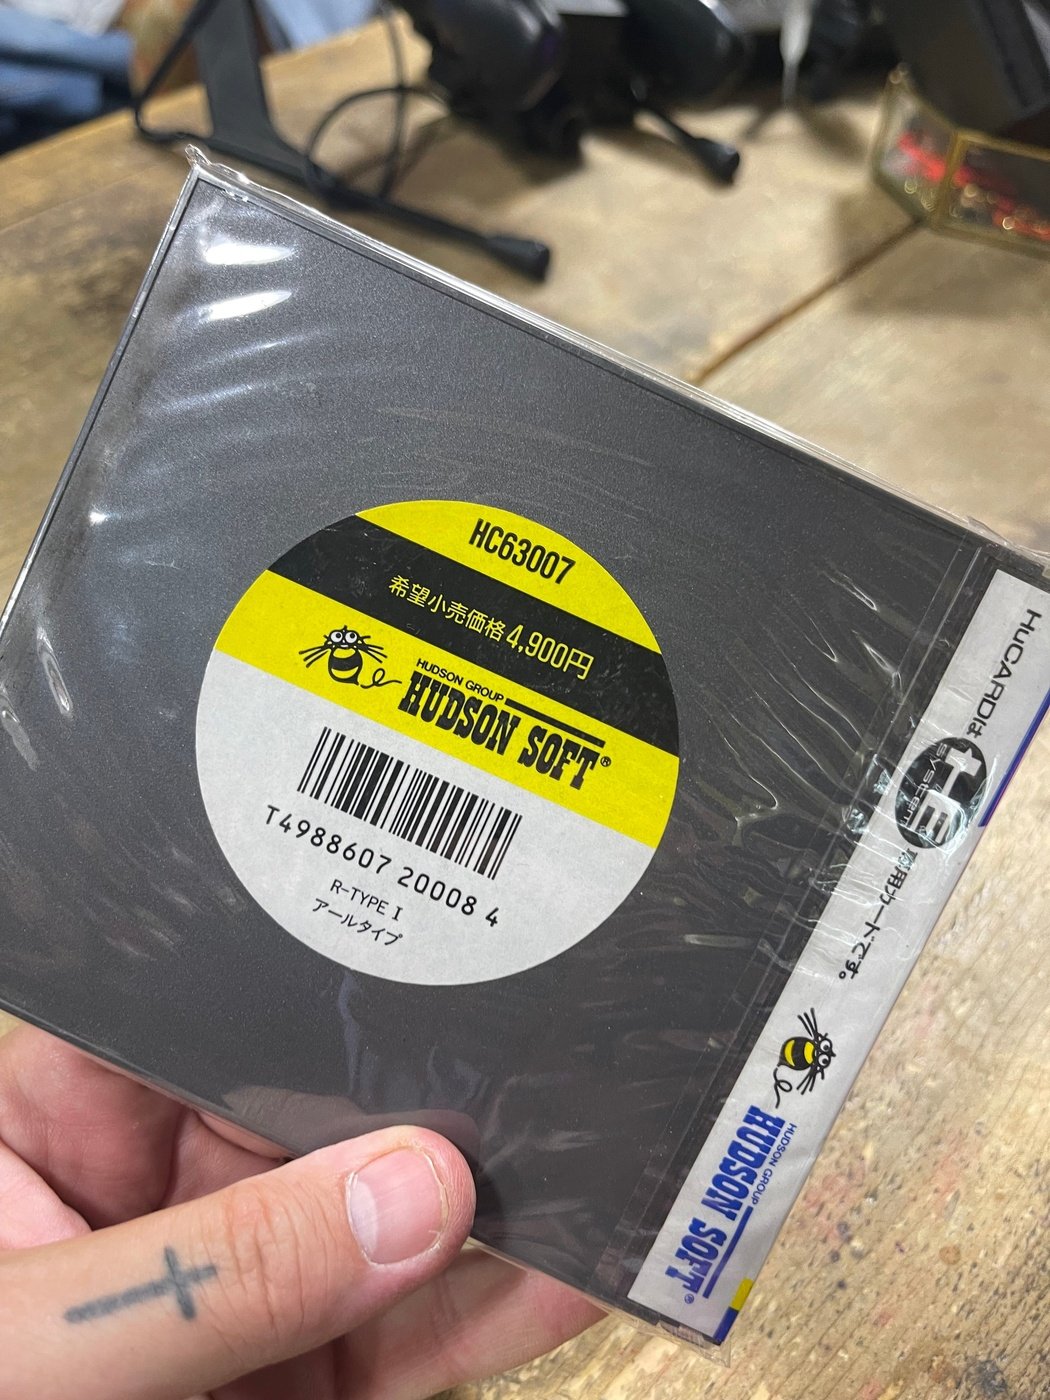 HC63007
希望小売価格4,900円
HUDSON GROUP
HUDSON SOFT®
T4988607 20008 4
R-TYPE I
アールタイプ
HuCARDは
system
専用カードです。
HUDSON GROUP
HUDSON SOFT®